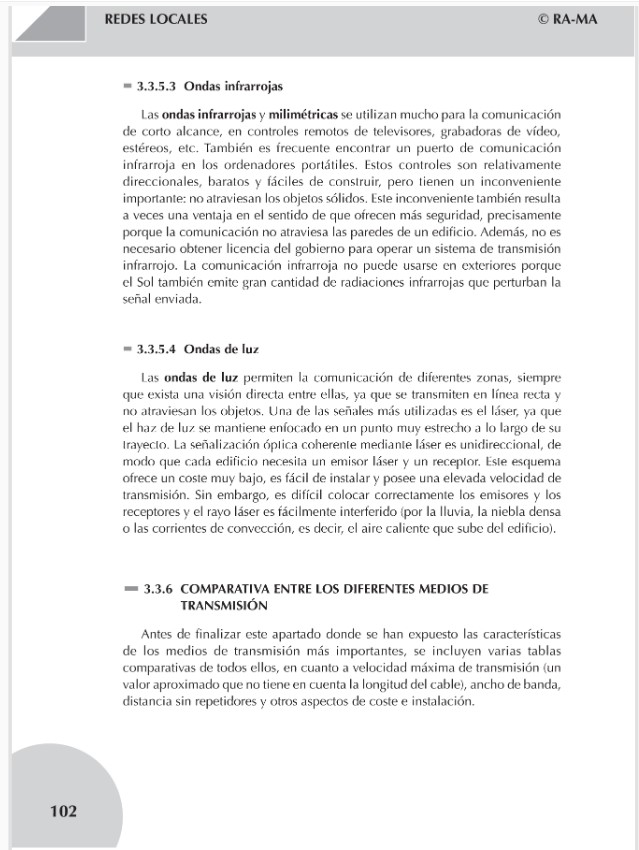 REDES LOCALES © RA-MA
3.3.5.3 Ondas infrarrojas
Las ondas infrarrojas y milimétricas se utilizan mucho para la comunicación
de corto alcance, en controles remotos de televisores, grabadoras de vídeo,
estéreos, etc. También es frecuente encontrar un puerto de comunicación
infrarroja en los ordenadores portátiles. Estos controles son relativamente
direccionales, baratos y fáciles de construir, pero tienen un inconveniente
importante: no atraviesan los objetos sólidos. Este inconveniente también resulta
a veces una ventaja en el sentido de que ofrecen más seguridad, precisamente
porque la comunicación no atraviesa las paredes de un edificio. Además, no es
necesario obtener licencia del gobierno para operar un sistema de transmisión
infrarrojo. La comunicación infrarroja no puede usarse en exteriores porque
el Sol también emite gran cantidad de radiaciones infrarrojas que perturban la
señal enviada.
3.3.5.4 Ondas de luz
Las ondas de luz permiten la comunicación de diferentes zonas, siempre
que exista una visión directa entre ellas, ya que se transmiten en línea recta y
no atraviesan los objetos. Una de las señales más utilizadas es el láser, ya que
el haz de luz se mantiene enfocado en un punto muy estrecho a lo largo de su
trayecto. La señalización óptica coherente mediante láser es unidireccional, de
modo que cada edificio necesita un emisor láser y un receptor. Este esquema
ofrece un coste muy bajo, es fácil de instalar y posee una elevada velocidad de
transmisión. Sin embargo, es difícil colocar correctamente los emisores y los
receptores y el rayo láser es fácilmente interferido (por la lluvia, la niebla densa
o las corrientes de convección, es decir, el aire caliente que sube del edificio).
3.3.6 COMPARATIVA ENTRE LOS DIFERENTES MEDIOS DE
TRANSMISIÓN
Antes de finalizar este apartado donde se han expuesto las características
de los medios de transmisión más importantes, se incluyen varias tablas
comparativas de todos ellos, en cuanto a velocidad máxima de transmisión (un
valor aproximado que no tiene en cuenta la longitud del cable), ancho de banda,
distancia sin repetidores y otros aspectos de coste e instalación.
102